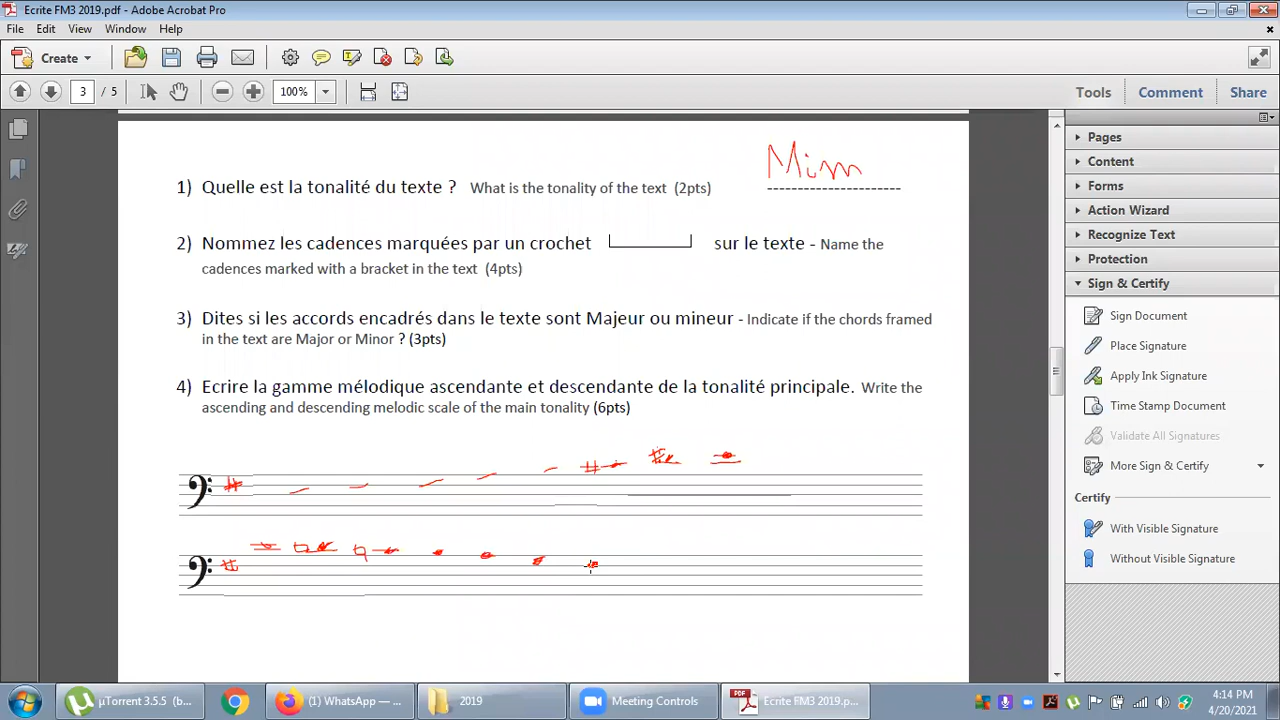 Ecrite FM3 2019.pdf - Adobe Acrobat Pro
File Edit View Window Help
Create
3 / 5 100% Tools Comment Share
Mim
1) Quelle est la tonalité du texte ? What is the tonality of the text (2pts) ----------------------
2) Nommez les cadences marquées par un crochet sur le texte - Name the
cadences marked with a bracket in the text (4pts)
3) Dites si les accords encadrés dans le texte sont Majeur ou mineur - Indicate if the chords framed
in the text are Major or Minor ? (3pts)
4) Ecrire la gamme mélodique ascendante et descendante de la tonalité principale. Write the
ascending and descending melodic scale of the main tonality (6pts)
Pages
Content
Forms
Action Wizard
Recognize Text
Protection
Sign & Certify
Sign Document
Place Signature
Apply Ink Signature
Time Stamp Document
Validate All Signatures
More Sign & Certify
Certify
With Visible Signature
Without Visible Signature
µTorrent 3.5.5 (b... (1) WhatsApp — ... 2019 Meeting Controls Ecrite FM3 2019.p...
4:14 PM
4/20/2021